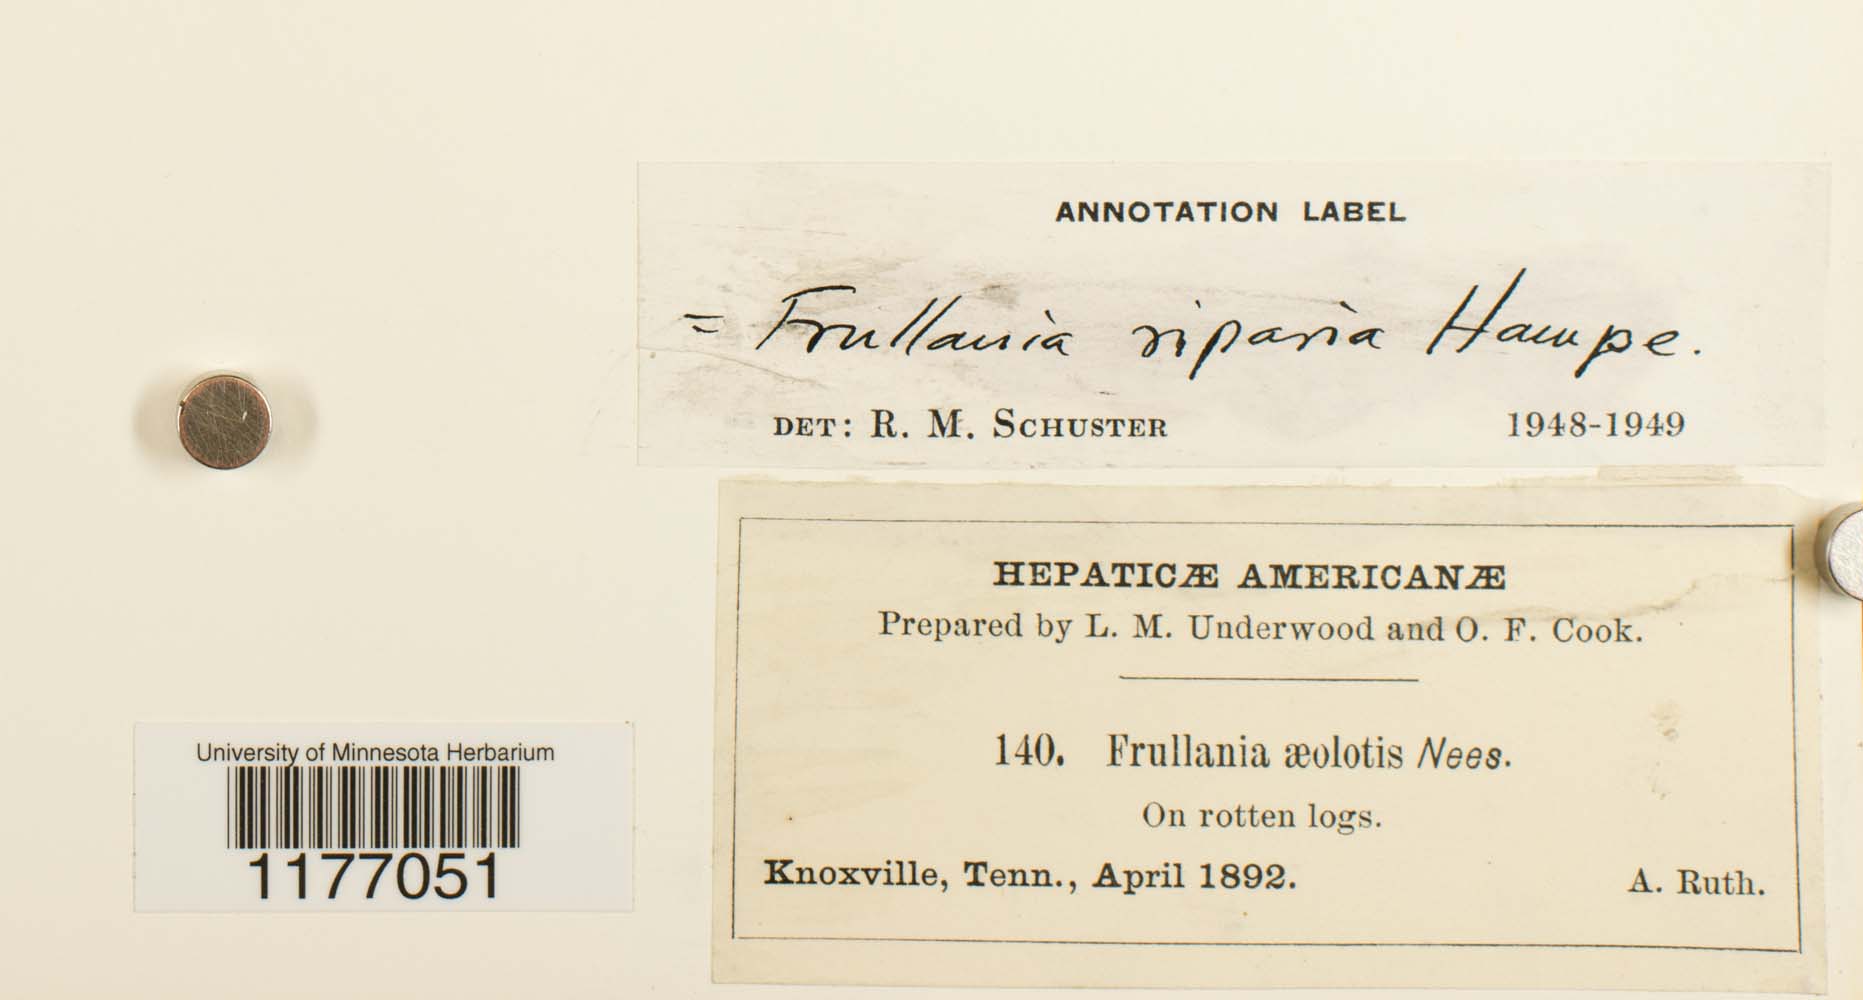 ANNOTATION LABEL
= Frullania riparia Hampe.
DET: R. M. SCHUSTER 1948-1949
HEPATICÆ AMERICANÆ
Prepared by L. M. Underwood and O. F. Cook.
140. Frullania æolotis Nees.
On rotten logs.
Knoxville, Tenn., April 1892. A. Ruth.
University of Minnesota Herbarium
1177051